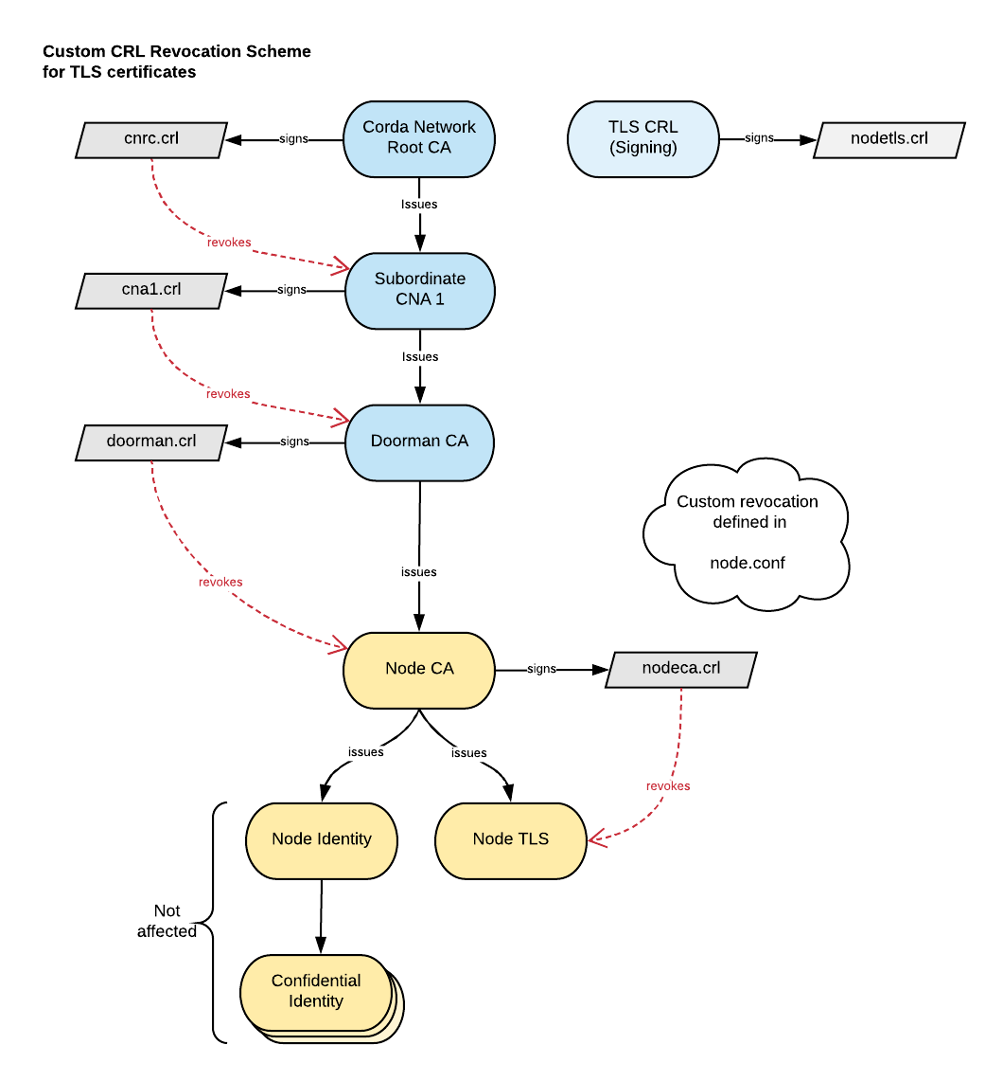 Custom CRL Revocation Scheme
for TLS certificates
cnrc.crl
signs
Corda Network
Root CA
TLS CRL
(Signing)
signs
nodetls.crl
Issues
revokes
cna1.crl
signs
Subordinate
CNA 1
Issues
revokes
doorman.crl
signs
Doorman CA
Custom revocation
defined in
node.conf
issues
revokes
Node CA
signs
nodeca.crl
issues
issues
revokes
Node Identity
Node TLS
Not
affected
Confidential
Identity